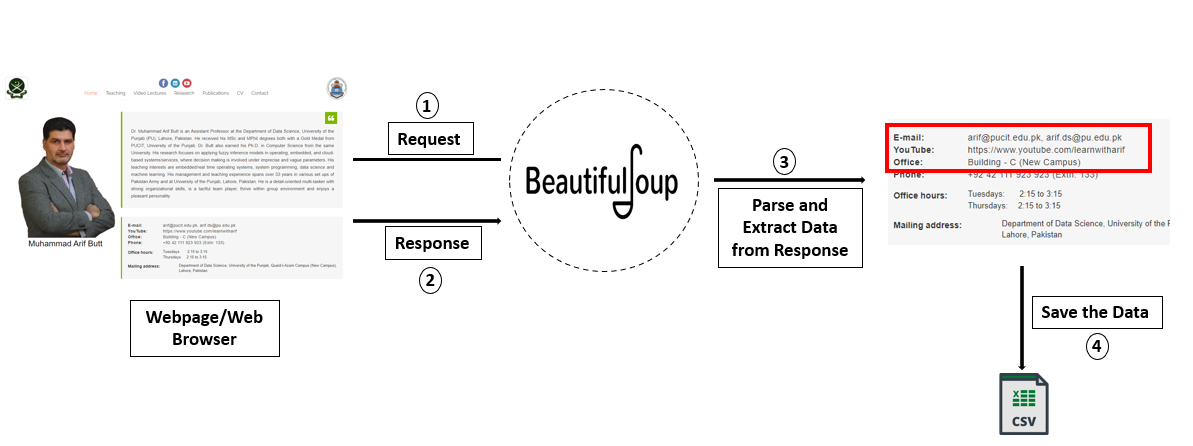 Home Teaching Video Lectures Research Publications CV Contact
Dr. Muhammad Arif Butt is an Assistant Professor at the Department of Data Science, University of the
Punjab (PU), Lahore, Pakistan. He received his MSc and MPhil degrees both with a Gold Medal from
PUCIT, University of the Punjab. Dr. Butt also earned his Ph.D. in Computer Science from the same
University. His research focuses on applying fuzzy inference models in operating, embedded, and cloud-
based systems/services, where decision making is involved under imprecise and vague parameters. His
teaching interests are embedded/real time operating systems, system programming, data science and
machine learning. His management and teaching experience spans over 03 years in various set ups of
Pakistan Army and at University of the Punjab, Lahore, Pakistan. He is a detail-oriented multi-tasker with
strong organizational skills, is a tactful team player, thrive within group environment and enjoys a
pleasant personality.
Muhammad Arif Butt
E-mail: arif@pucit.edu.pk, arif.ds@pu.edu.pk
YouTube: https://www.youtube.com/learnwitharif
Office: Building - C (New Campus)
Phone: +92 42 111 923 923 (Extn: 133)
Office hours: Tuesdays 2:15 to 3:15
Thursdays 2:15 to 3:15
Mailing address: Department of Data Science, University of the Punjab, Quaid-i-Azam Campus (New Campus),
Lahore, Pakistan.
Webpage/Web
Browser
1
Request
Response
2
BeautifulSoup
3
Parse and
Extract Data
from Response
E-mail: arif@pucit.edu.pk, arif.ds@pu.edu.pk
YouTube: https://www.youtube.com/learnwitharif
Office: Building - C (New Campus)
Phone: +92 42 111 923 923 (Extn: 133)
Office hours: Tuesdays: 2:15 to 3:15
Thursdays: 2:15 to 3:15
Mailing address: Department of Data Science, University of the
Lahore, Pakistan
Save the Data
4
CSV